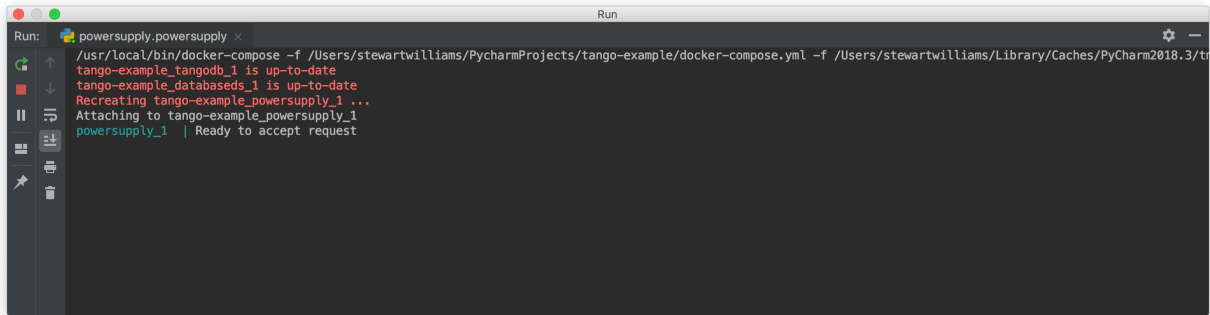 Run
Run: powersupply.powersupply
/usr/local/bin/docker-compose -f /Users/stewartwilliams/PycharmProjects/tango-example/docker-compose.yml -f /Users/stewartwilliams/Library/Caches/PyCharm2018.3/tm
tango-example_tangodb_1 is up-to-date
tango-example_databaseds_1 is up-to-date
Recreating tango-example_powersupply_1 ...
Attaching to tango-example_powersupply_1
powersupply_1 | Ready to accept request